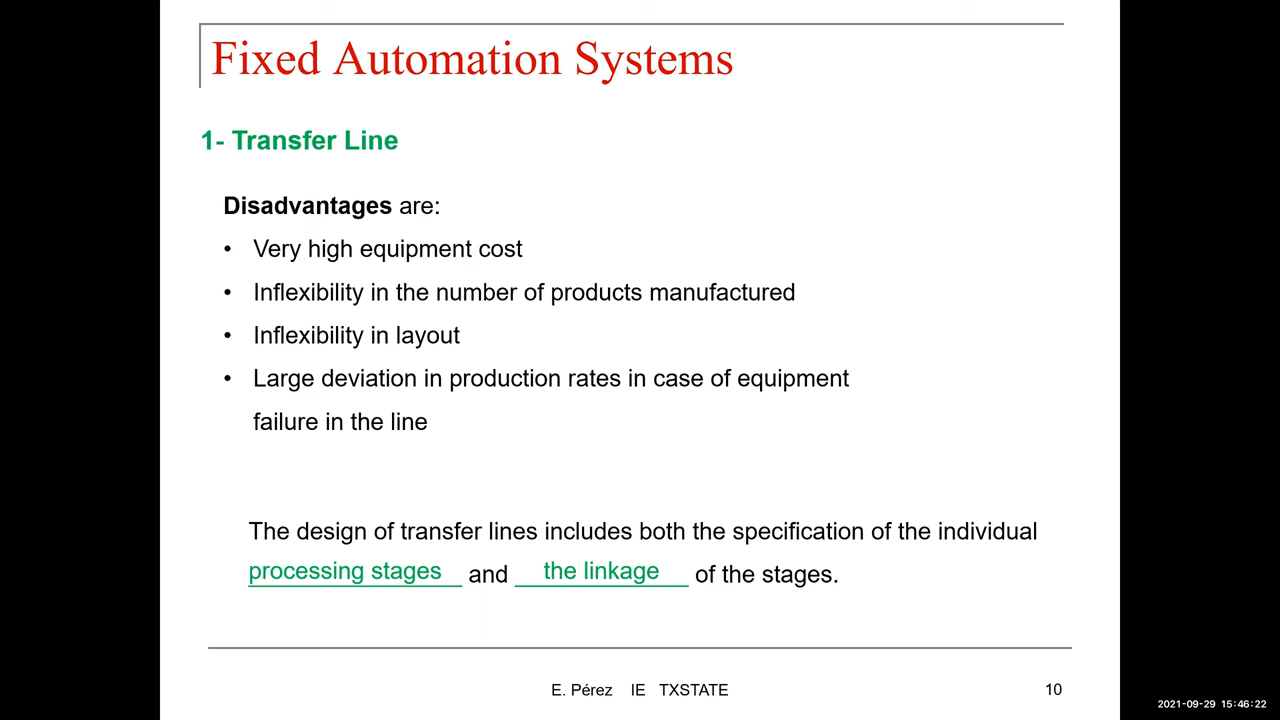 Fixed Automation Systems
1- Transfer Line
Disadvantages are:
• Very high equipment cost
• Inflexibility in the number of products manufactured
• Inflexibility in layout
• Large deviation in production rates in case of equipment
failure in the line
The design of transfer lines includes both the specification of the individual
processing stages and the linkage of the stages.
E. Pérez IE TXSTATE 10
2021-09-29 15:46:22